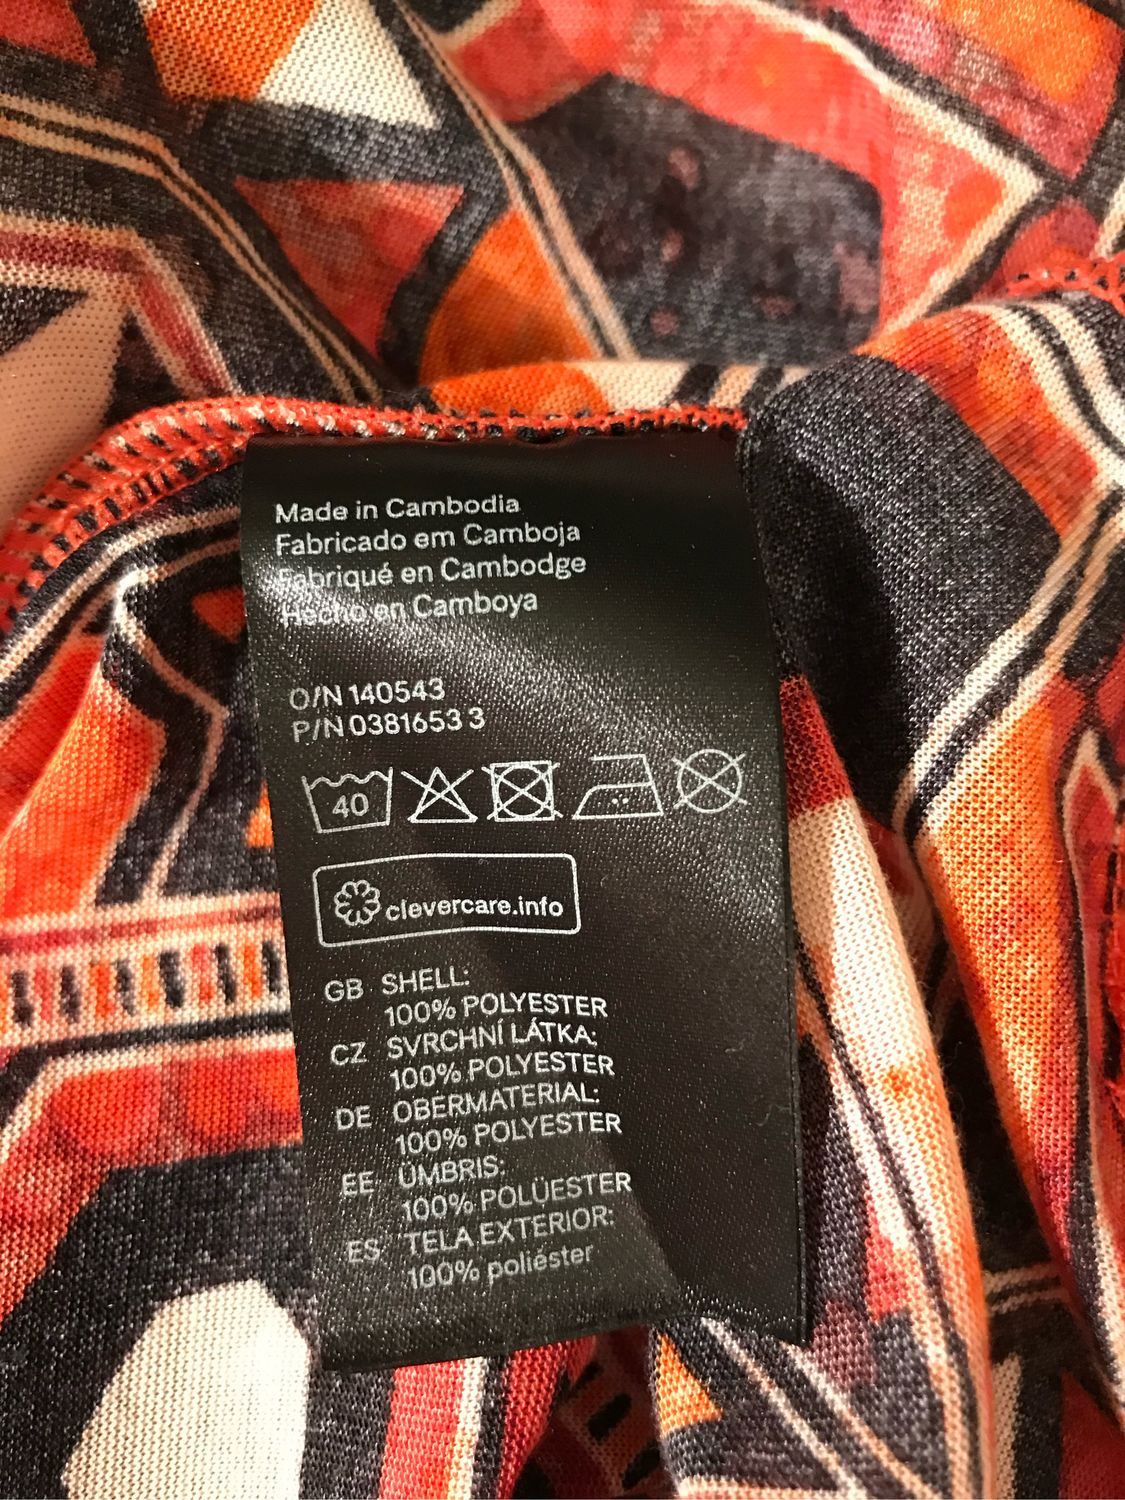 Made in Cambodia
Fabricado em Camboja
Fabriqué en Cambodge
Hecho en Camboya
O/N 140543
P/N 0381653 3
40
clevercare.info
GB SHELL:
100% POLYESTER
CZ SVRCHNÍ LÁTKA:
100% POLYESTER
DE OBERMATERIAL:
100% POLYESTER
EE ÜMBRIS:
100% POLÜESTER
ES TELA EXTERIOR:
100% poliéster